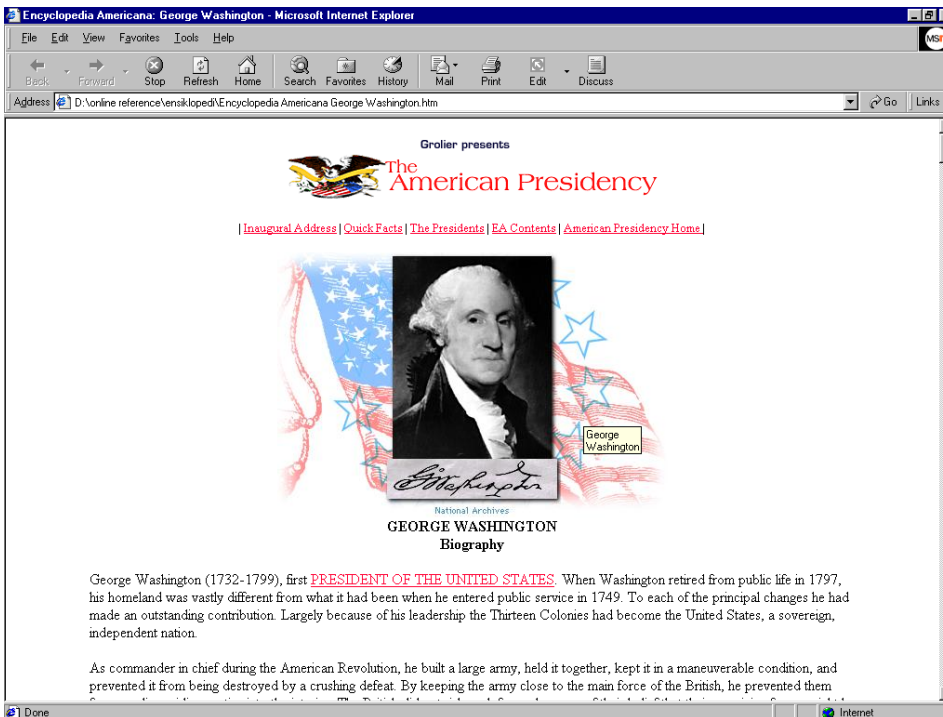 Encyclopedia Americana: George Washington - Microsoft Internet Explorer
File Edit View Favorites Tools Help
MSN
Back Forward Stop Refresh Home Search Favorites History Mail Print Edit Discuss
Address D:\online reference\ensiklopedi\Encyclopedia Americana George Washington.htm Go Links
Grolier presents
The
American Presidency
| Inaugural Address | Quick Facts | The Presidents | EA Contents | American Presidency Home |
George
Washington
G Washington
National Archives
GEORGE WASHINGTON
Biography
George Washington (1732-1799), first PRESIDENT OF THE UNITED STATES. When Washington retired from public life in 1797,
his homeland was vastly different from what it had been when he entered public service in 1749. To each of the principal changes he had
made an outstanding contribution. Largely because of his leadership the Thirteen Colonies had become the United States, a sovereign,
independent nation.
As commander in chief during the American Revolution, he built a large army, held it together, kept it in a maneuverable condition, and
prevented it from being destroyed by a crushing defeat. By keeping the army close to the main force of the British, he prevented them
Done Internet